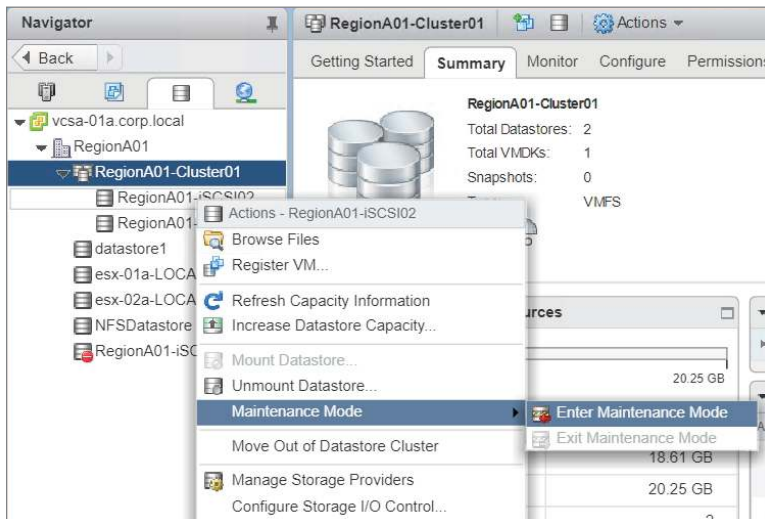 Navigator
Back
vcsa-01a.corp.local
RegionA01
RegionA01-Cluster01
RegionA01-iSCSI02
RegionA01-
datastore1
esx-01a-LOCA
esx-02a-LOCA
NFSDatastore
RegionA01-iSC
RegionA01-Cluster01
Actions
Getting Started
Summary
Monitor
Configure
Permissions
RegionA01-Cluster01
Total Datastores: 2
Total VMDKs: 1
Snapshots: 0
VMFS
Actions - RegionA01-iSCSI02
Browse Files
Register VM...
Refresh Capacity Information
Increase Datastore Capacity...
Mount Datastore...
Unmount Datastore...
Maintenance Mode
Move Out of Datastore Cluster
Manage Storage Providers
Configure Storage I/O Control...
Enter Maintenance Mode
Exit Maintenance Mode
urces
20.25 GB
18.61 GB
20.25 GB